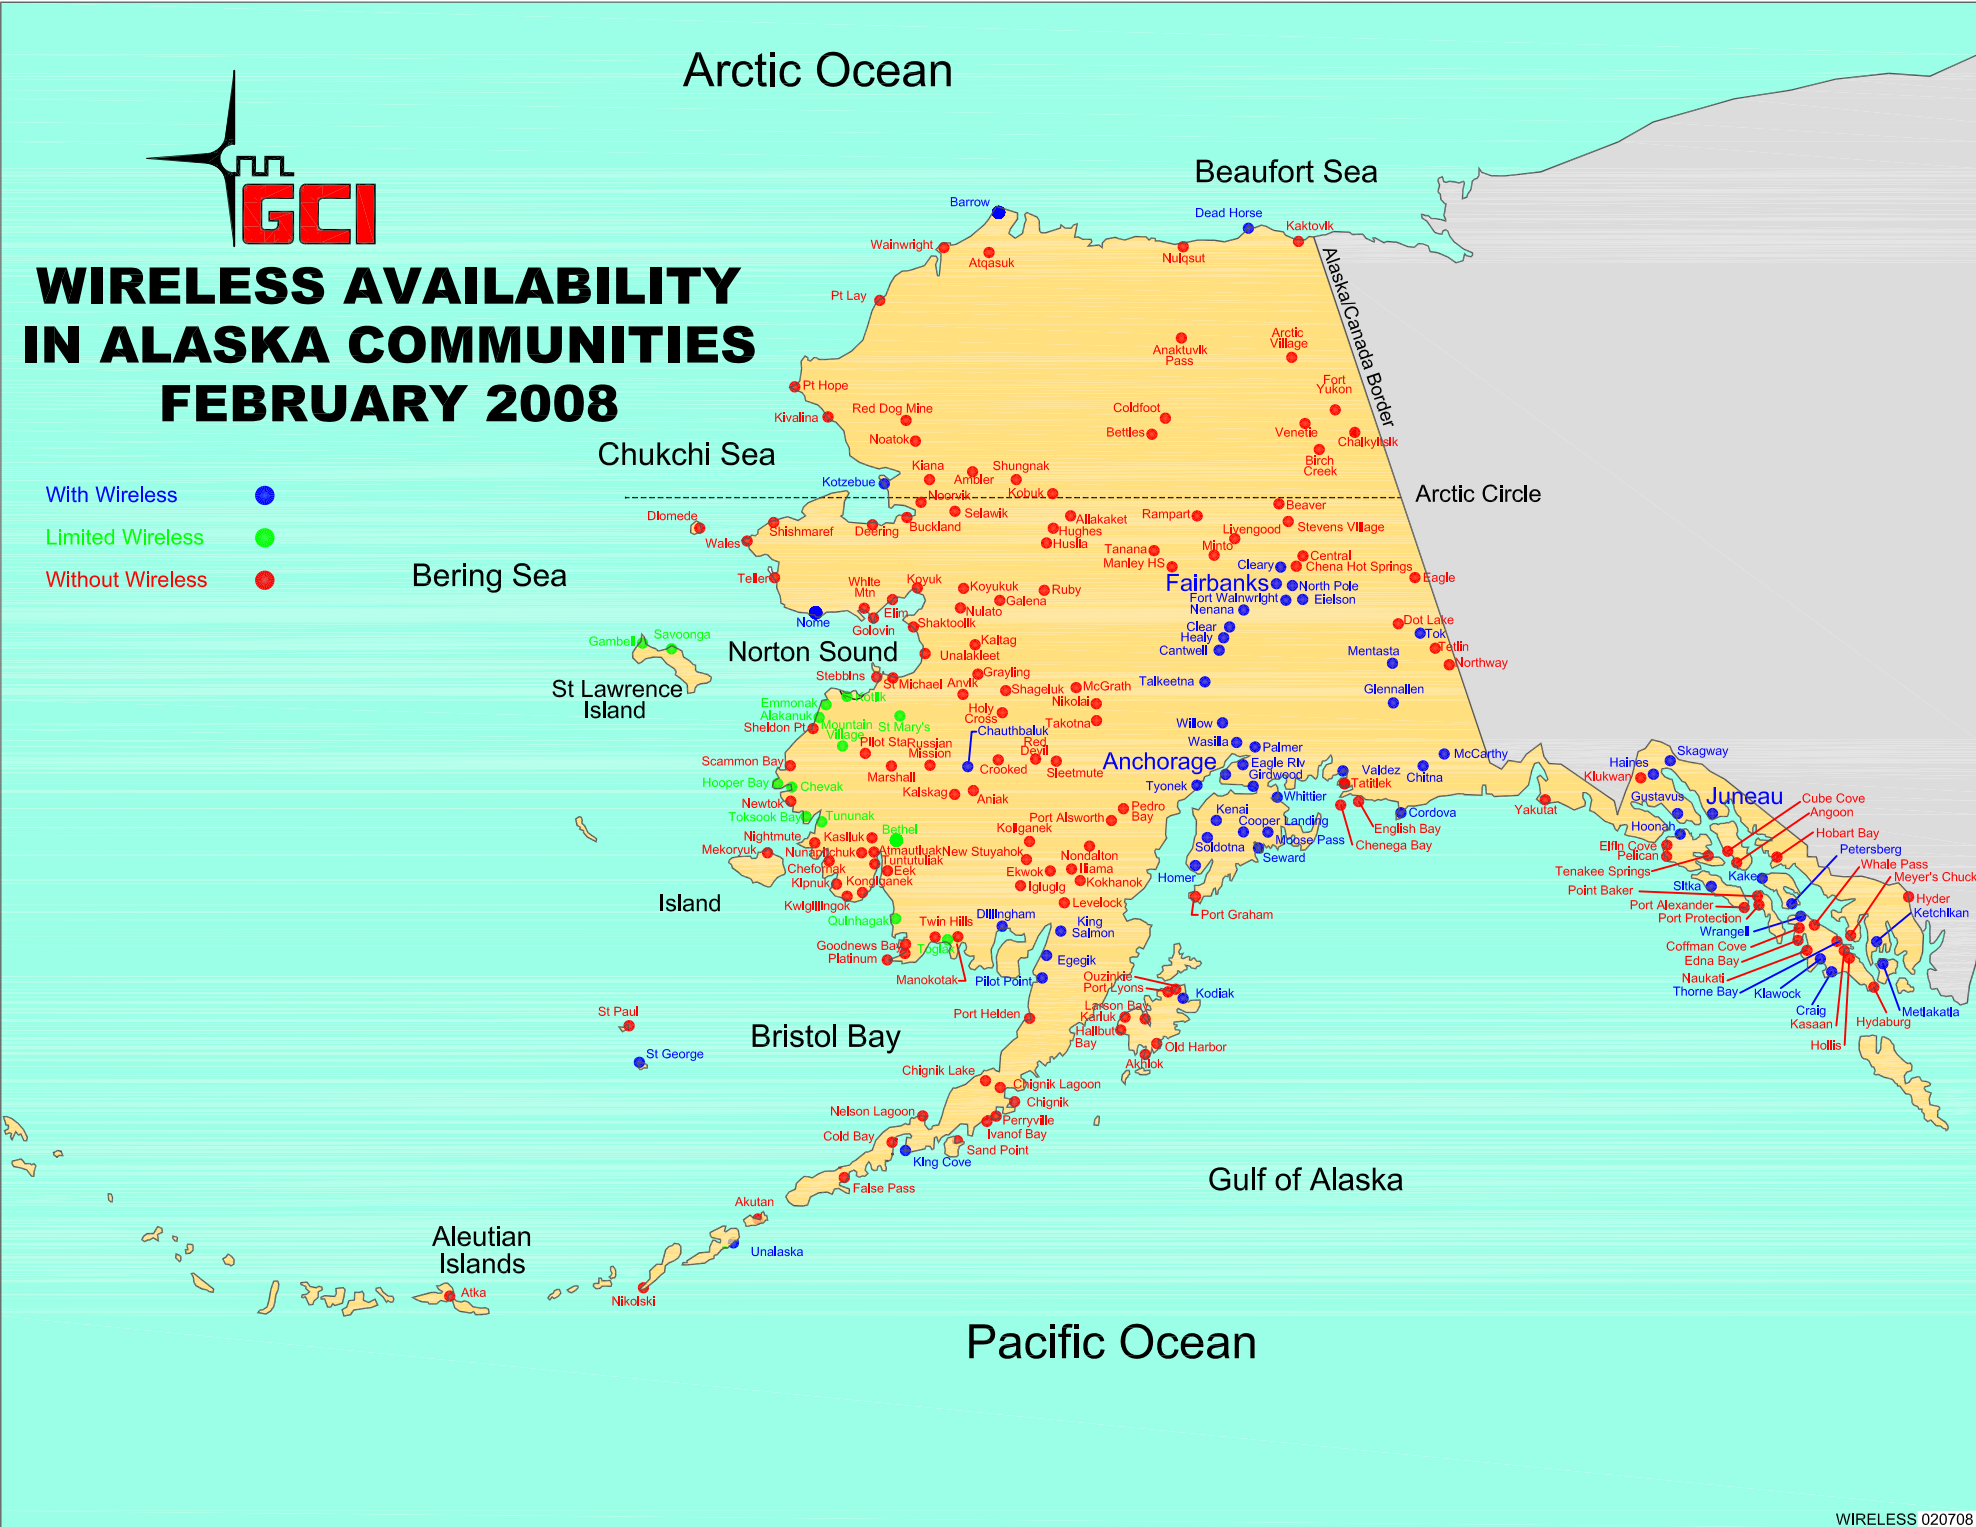 Arctic Ocean
Beaufort Sea
GCI
WIRELESS AVAILABILITY
IN ALASKA COMMUNITIES
FEBRUARY 2008
With Wireless
Limited Wireless
Without Wireless
Chukchi Sea
Bering Sea
Norton Sound
St Lawrence
Island
Island
Bristol Bay
Aleutian
Islands
Gulf of Alaska
Pacific Ocean
Arctic Circle
Alaska/Canada Border
Barrow
Dead Horse
Kaktovik
Wainwright
Atqasuk
Nuiqsut
Pt Lay
Anaktuvik
Pass
Arctic
Village
Fort
Yukon
Pt Hope
Kivalina
Red Dog Mine
Noatok
Coldfoot
Bettles
Venetie
Chalkyitsik
Birch
Creek
Kotzebue
Kiana
Ambler
Shungnak
Kobuk
Noorvik
Selawik
Buckland
Deering
Shishmaref
Diomede
Wales
Teller
Nome
White
Mtn
Golovin
Elim
Koyuk
Koyukuk
Galena
Nulato
Ruby
Shaktoolik
Kaltag
Unalakleet
Allakaket
Hughes
Huslia
Rampart
Beaver
Stevens Village
Livengood
Minto
Tanana
Manley HS
Central
Chena Hot Springs
Cleary
Fairbanks
North Pole
Fort Wainwright
Eielson
Nenana
Clear
Healy
Cantwell
Eagle
Dot Lake
Tok
Tetlin
Northway
Mentasta
Glennallen
Talkeetna
Willow
Wasilla
Palmer
Anchorage
Eagle Riv
Girdwood
Tyonek
Whittier
Kenai
Cooper Landing
Moose Pass
Soldotna
Seward
Homer
Port Graham
Valdez
Tatitlek
McCarthy
Chitna
Cordova
English Bay
Chenega Bay
Gambell
Savoonga
Stebbins
St Michael
Anvik
Grayling
Shageluk
McGrath
Nikolai
Takotna
Holy
Cross
Emmonak
Kotlik
Alakanuk
Sheldon Pt
Mountain
Village
St Mary's
Pilot Sta
Russian
Mission
Marshall
Chauthbaluk
Crooked
Red
Devil
Sleetmute
Scammon Bay
Hooper Bay
Chevak
Newtok
Toksook Bay
Tununak
Nightmute
Mekoryuk
Kasiluk
Bethel
Kalskag
Aniak
Nunapitchuk
Atmautluak
Tuntutuliak
Eek
Chefornak
Kipnuk
Kongiganek
Kwigillingok
Quinhagak
Goodnews Bay
Platinum
Twin Hills
Togiak
Manokotak
Dillingham
New Stuyahok
Koliganek
Ekwok
Igiugig
Levelock
Pedro
Bay
Port Alsworth
Nondalton
Iliama
Kokhanok
King
Salmon
Egegik
Pilot Point
Port Heiden
Ouzinkie
Port Lyons
Kodiak
Larson Bay
Karluk
Halibut
Bay
Old Harbor
Akhiok
St Paul
St George
Chignik Lake
Chignik Lagoon
Chignik
Perryville
Ivanof Bay
Nelson Lagoon
Cold Bay
Sand Point
King Cove
False Pass
Akutan
Unalaska
Nikolski
Atka
Yakutat
Skagway
Haines
Klukwan
Gustavus
Juneau
Hoonah
Elfin Cove
Pelican
Tenakee Springs
Cube Cove
Angoon
Hobart Bay
Petersberg
Whale Pass
Meyer's Chuck
Kake
Sitka
Point Baker
Port Alexander
Port Protection
Wrangell
Coffman Cove
Edna Bay
Naukati
Thorne Bay
Klawock
Craig
Kasaan
Hollis
Hydaburg
Metlakatla
Hyder
Ketchikan
WIRELESS 020708